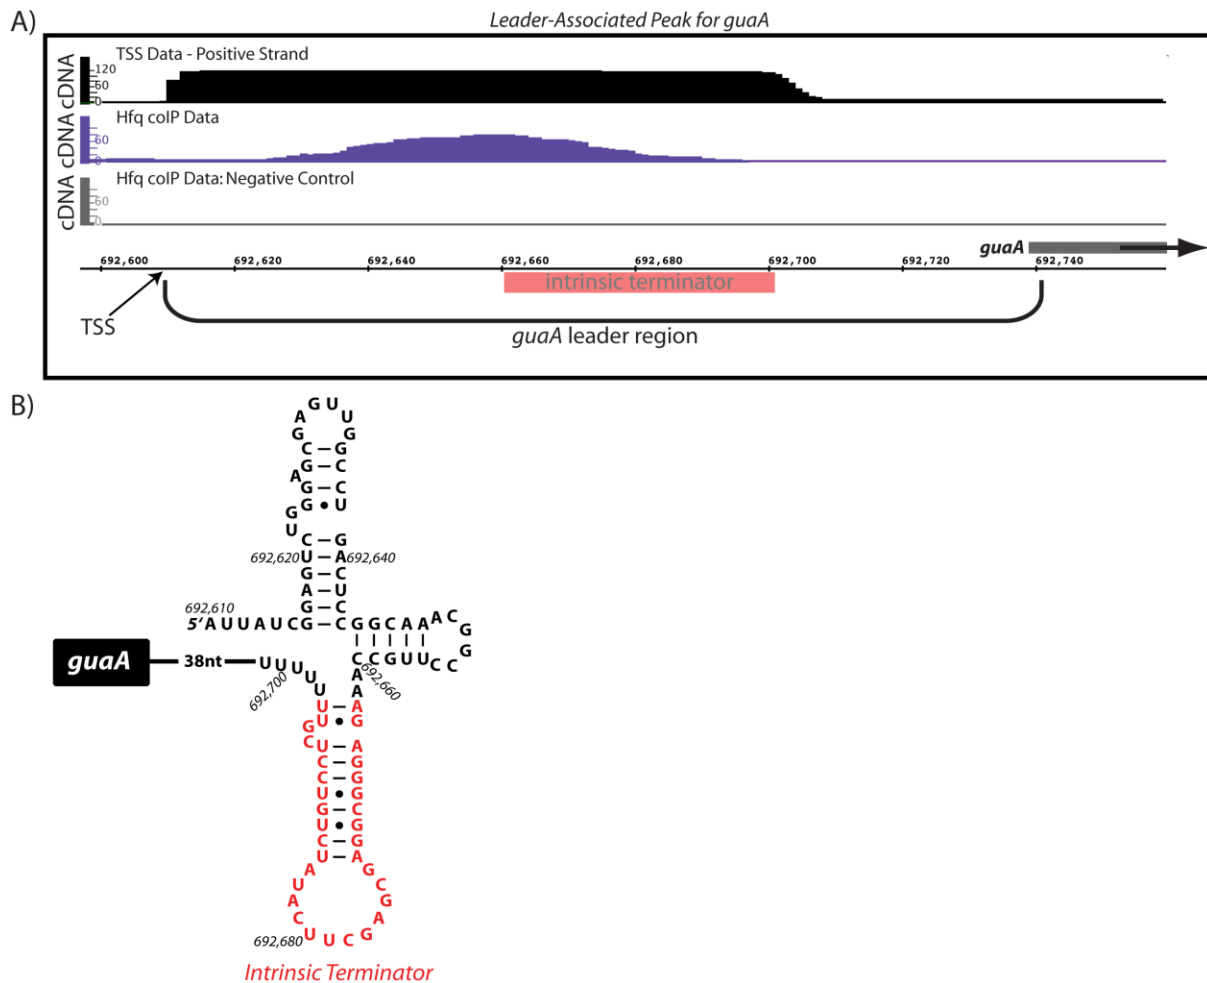 A)
Leader-Associated Peak for guaA
TSS Data - Positive Strand
cDNA
120
60
0
Hfq coIP Data
cDNA
60
0
Hfq coIP Data: Negative Control
cDNA
60
0
guaA
692,600 692,620 692,640 692,660 692,680 692,700 692,720 692,740
intrinsic terminator
TSS
guaA leader region
B)
G U
A U
G G
C – G
G – C
A
G C
G • U
G
U
C – G
692,620 U – A 692,640
G – C
A – U
G – C
692,610
5' A U U A U C G – C G G C A A A C G G C C U U G C C
guaA 38nt U U U U U
692,700
692,660
A
A
U – A
U • G
G
C
U – A
C – G
C – G
U • G
G – C
U • G
C – G
U – A
A G
U C
A G
C A
692,680 U U C G
Intrinsic Terminator